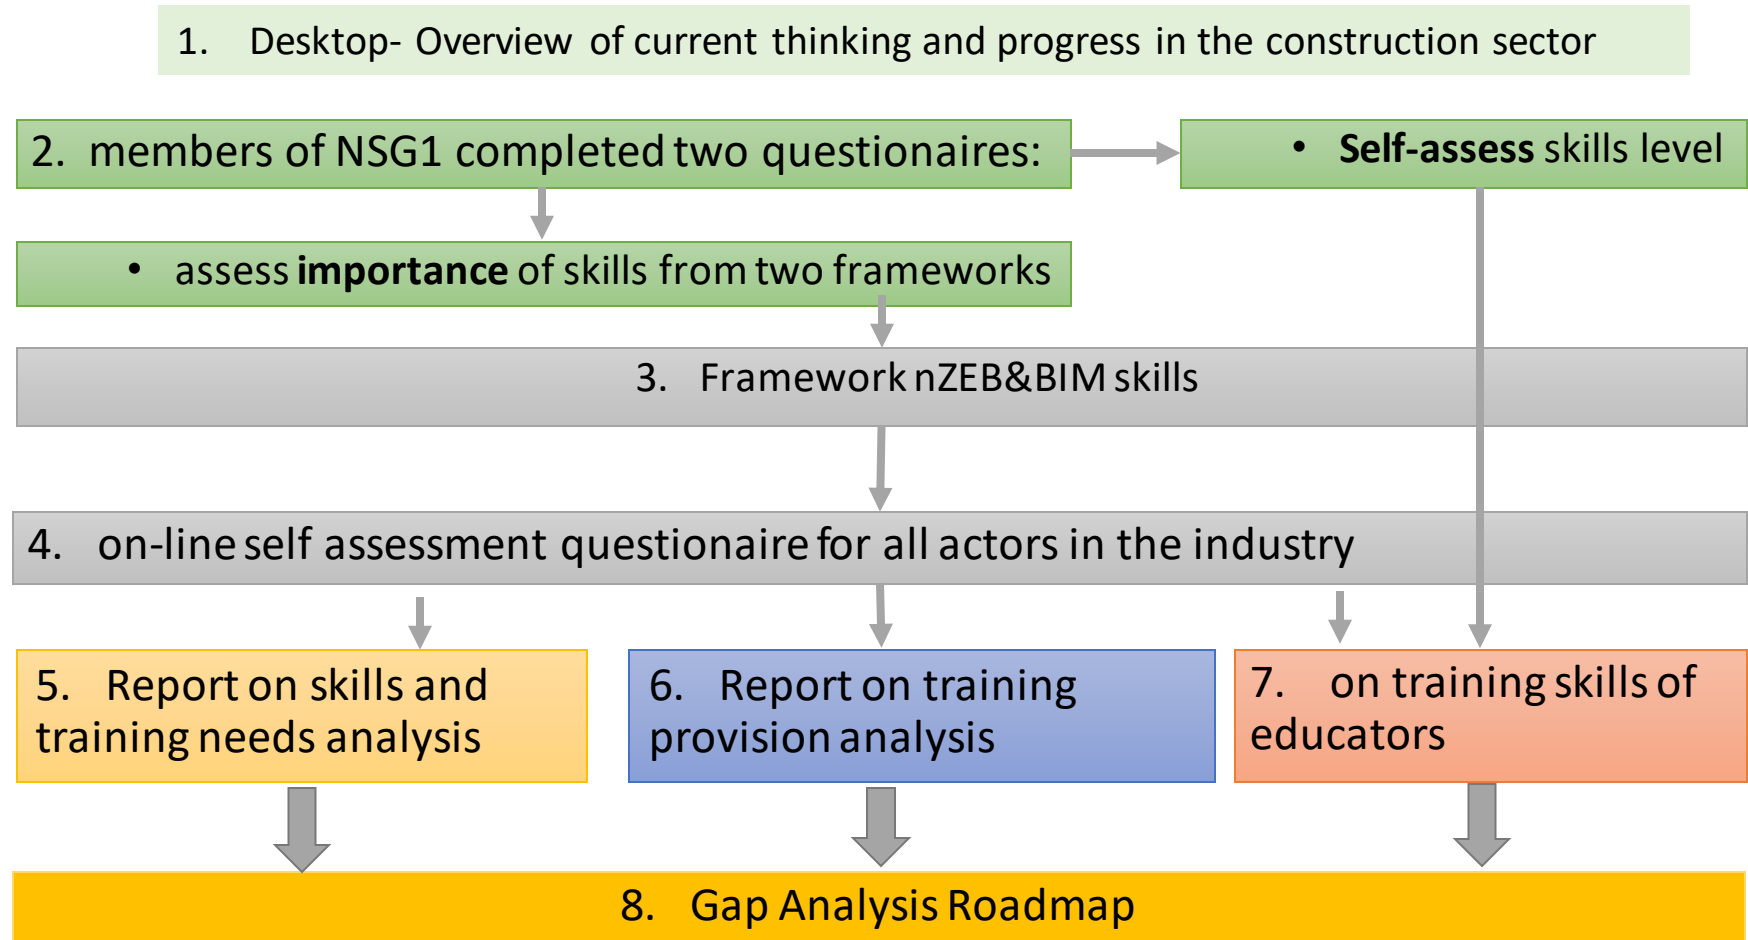 1. Desktop- Overview of current thinking and progress in the construction sector
2. members of NSG1 completed two questionaires:
• Self-assess skills level
• assess importance of skills from two frameworks
3. Framework nZEB&BIM skills
4. on-line self assessment questionaire for all actors in the industry
5. Report on skills and
training needs analysis
6. Report on training
provision analysis
7. on training skills of
educators
8. Gap Analysis Roadmap